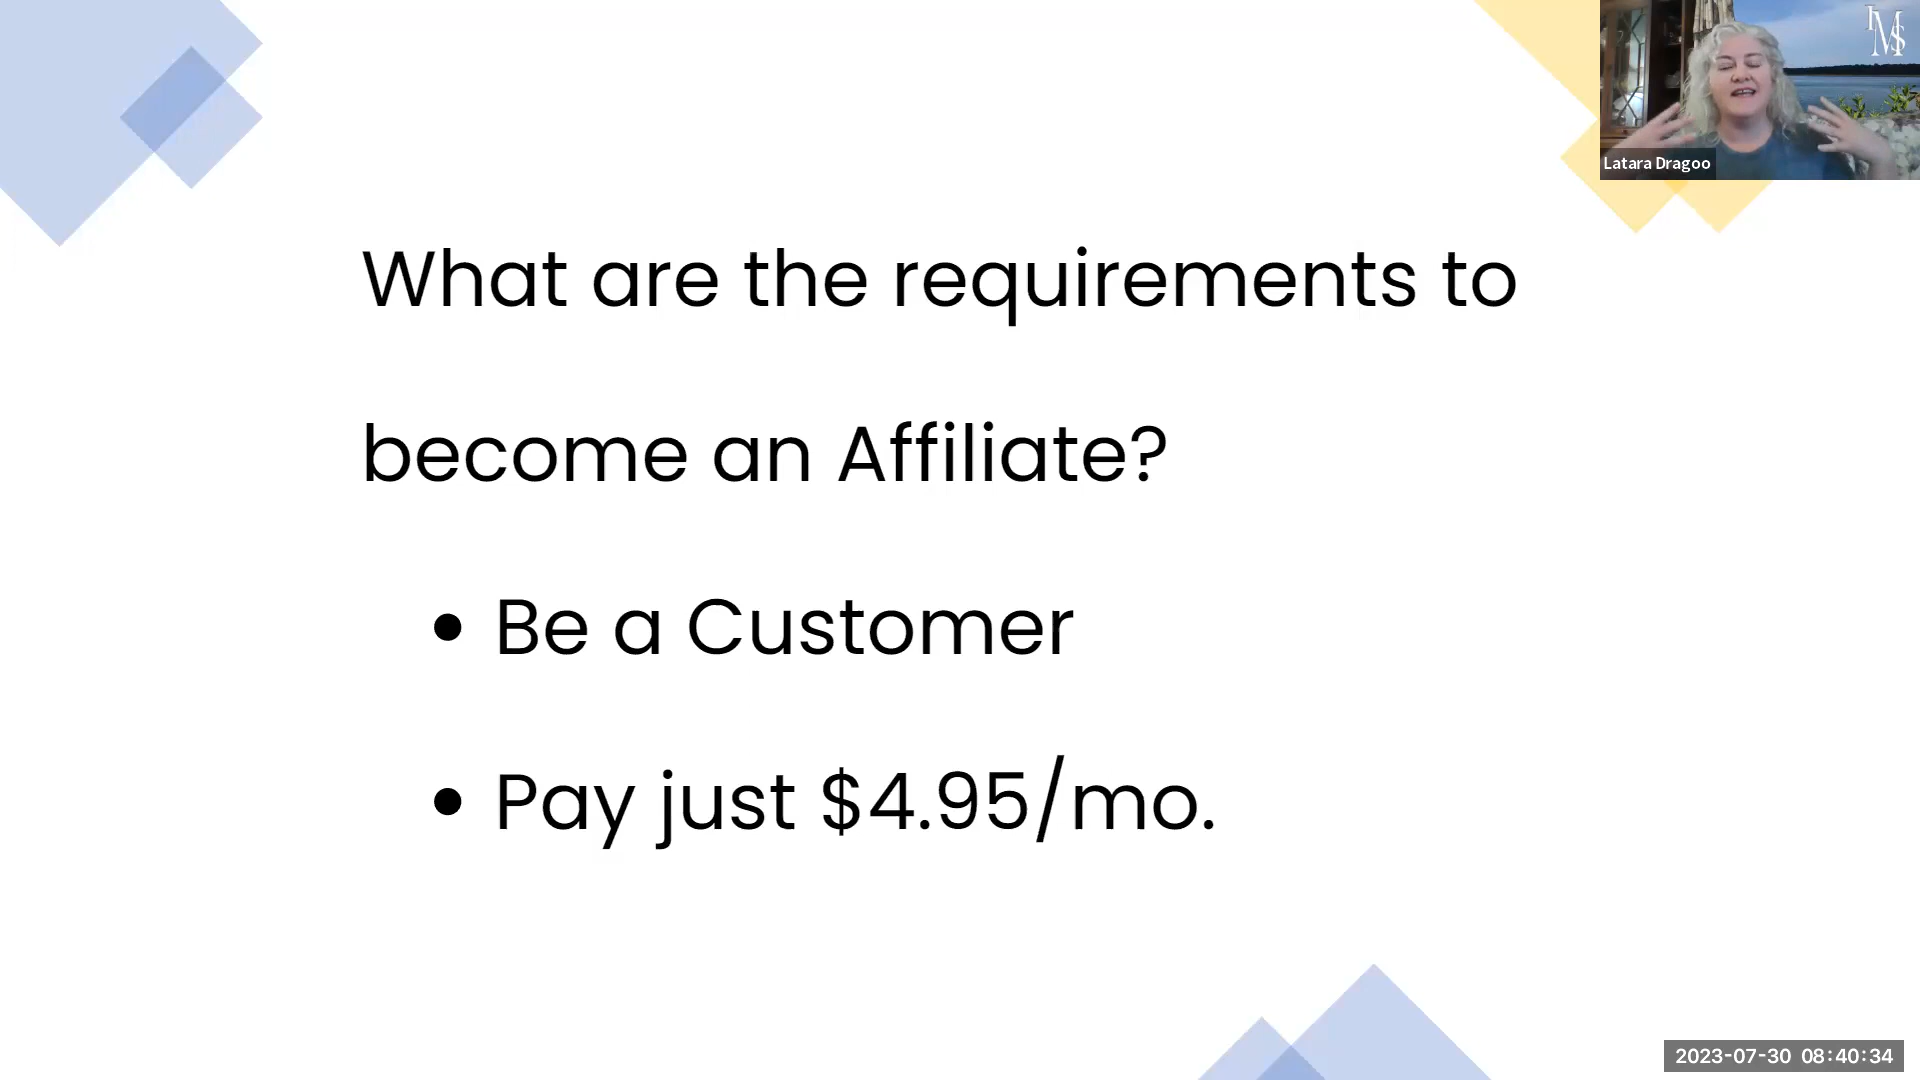 What are the requirements to
become an Affiliate?
• Be a Customer
• Pay just $4.95/mo.
Latara Dragoo
2023-07-30 08:40:34